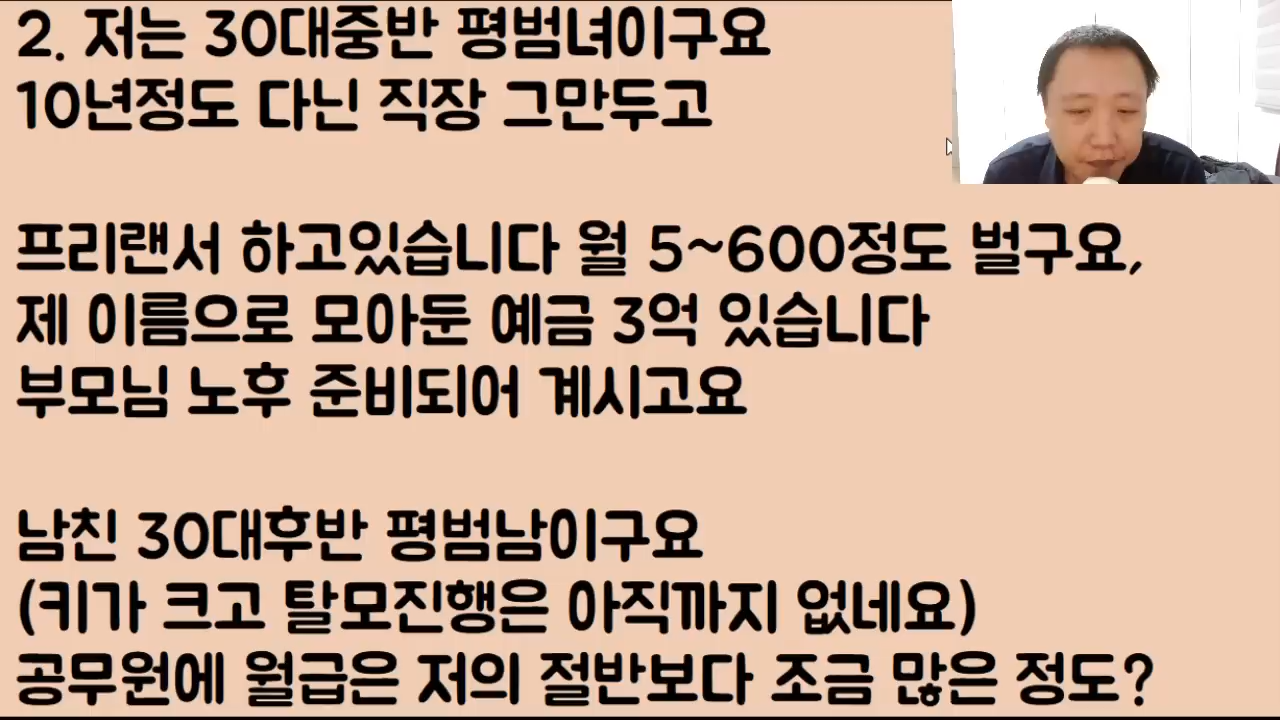 2. 저는 30대중반 평범녀이구요
10년정도 다닌 직장 그만두고
프리랜서 하고있습니다 월 5~600정도 벌구요,
제 이름으로 모아둔 예금 3억 있습니다
부모님 노후 준비되어 계시고요
남친 30대후반 평범남이구요
(키가 크고 탈모진행은 아직까지 없네요)
공무원에 월급은 저의 절반보다 조금 많은 정도?